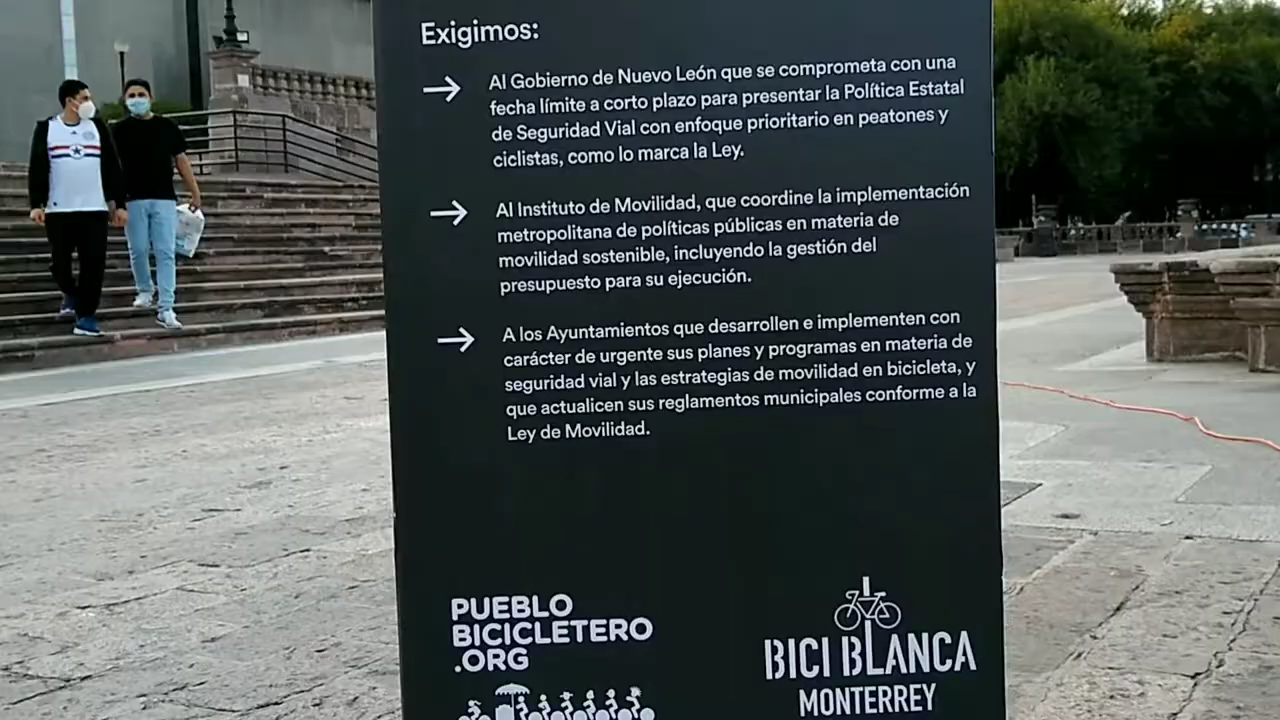 Exigimos:
Al Gobierno de Nuevo León que se comprometa con una
fecha límite a corto plazo para presentar la Política Estatal
de Seguridad Vial con enfoque prioritario en peatones y
ciclistas, como lo marca la Ley.
Al Instituto de Movilidad, que coordine la implementación
metropolitana de políticas públicas en materia de
movilidad sostenible, incluyendo la gestión del
presupuesto para su ejecución.
A los Ayuntamientos que desarrollen e implementen con
carácter de urgente sus planes y programas en materia de
seguridad vial y las estrategias de movilidad en bicicleta, y
que actualicen sus reglamentos municipales conforme a la
Ley de Movilidad.
PUEBLO
BICICLETERO
.ORG
BICI BLANCA
MONTERREY